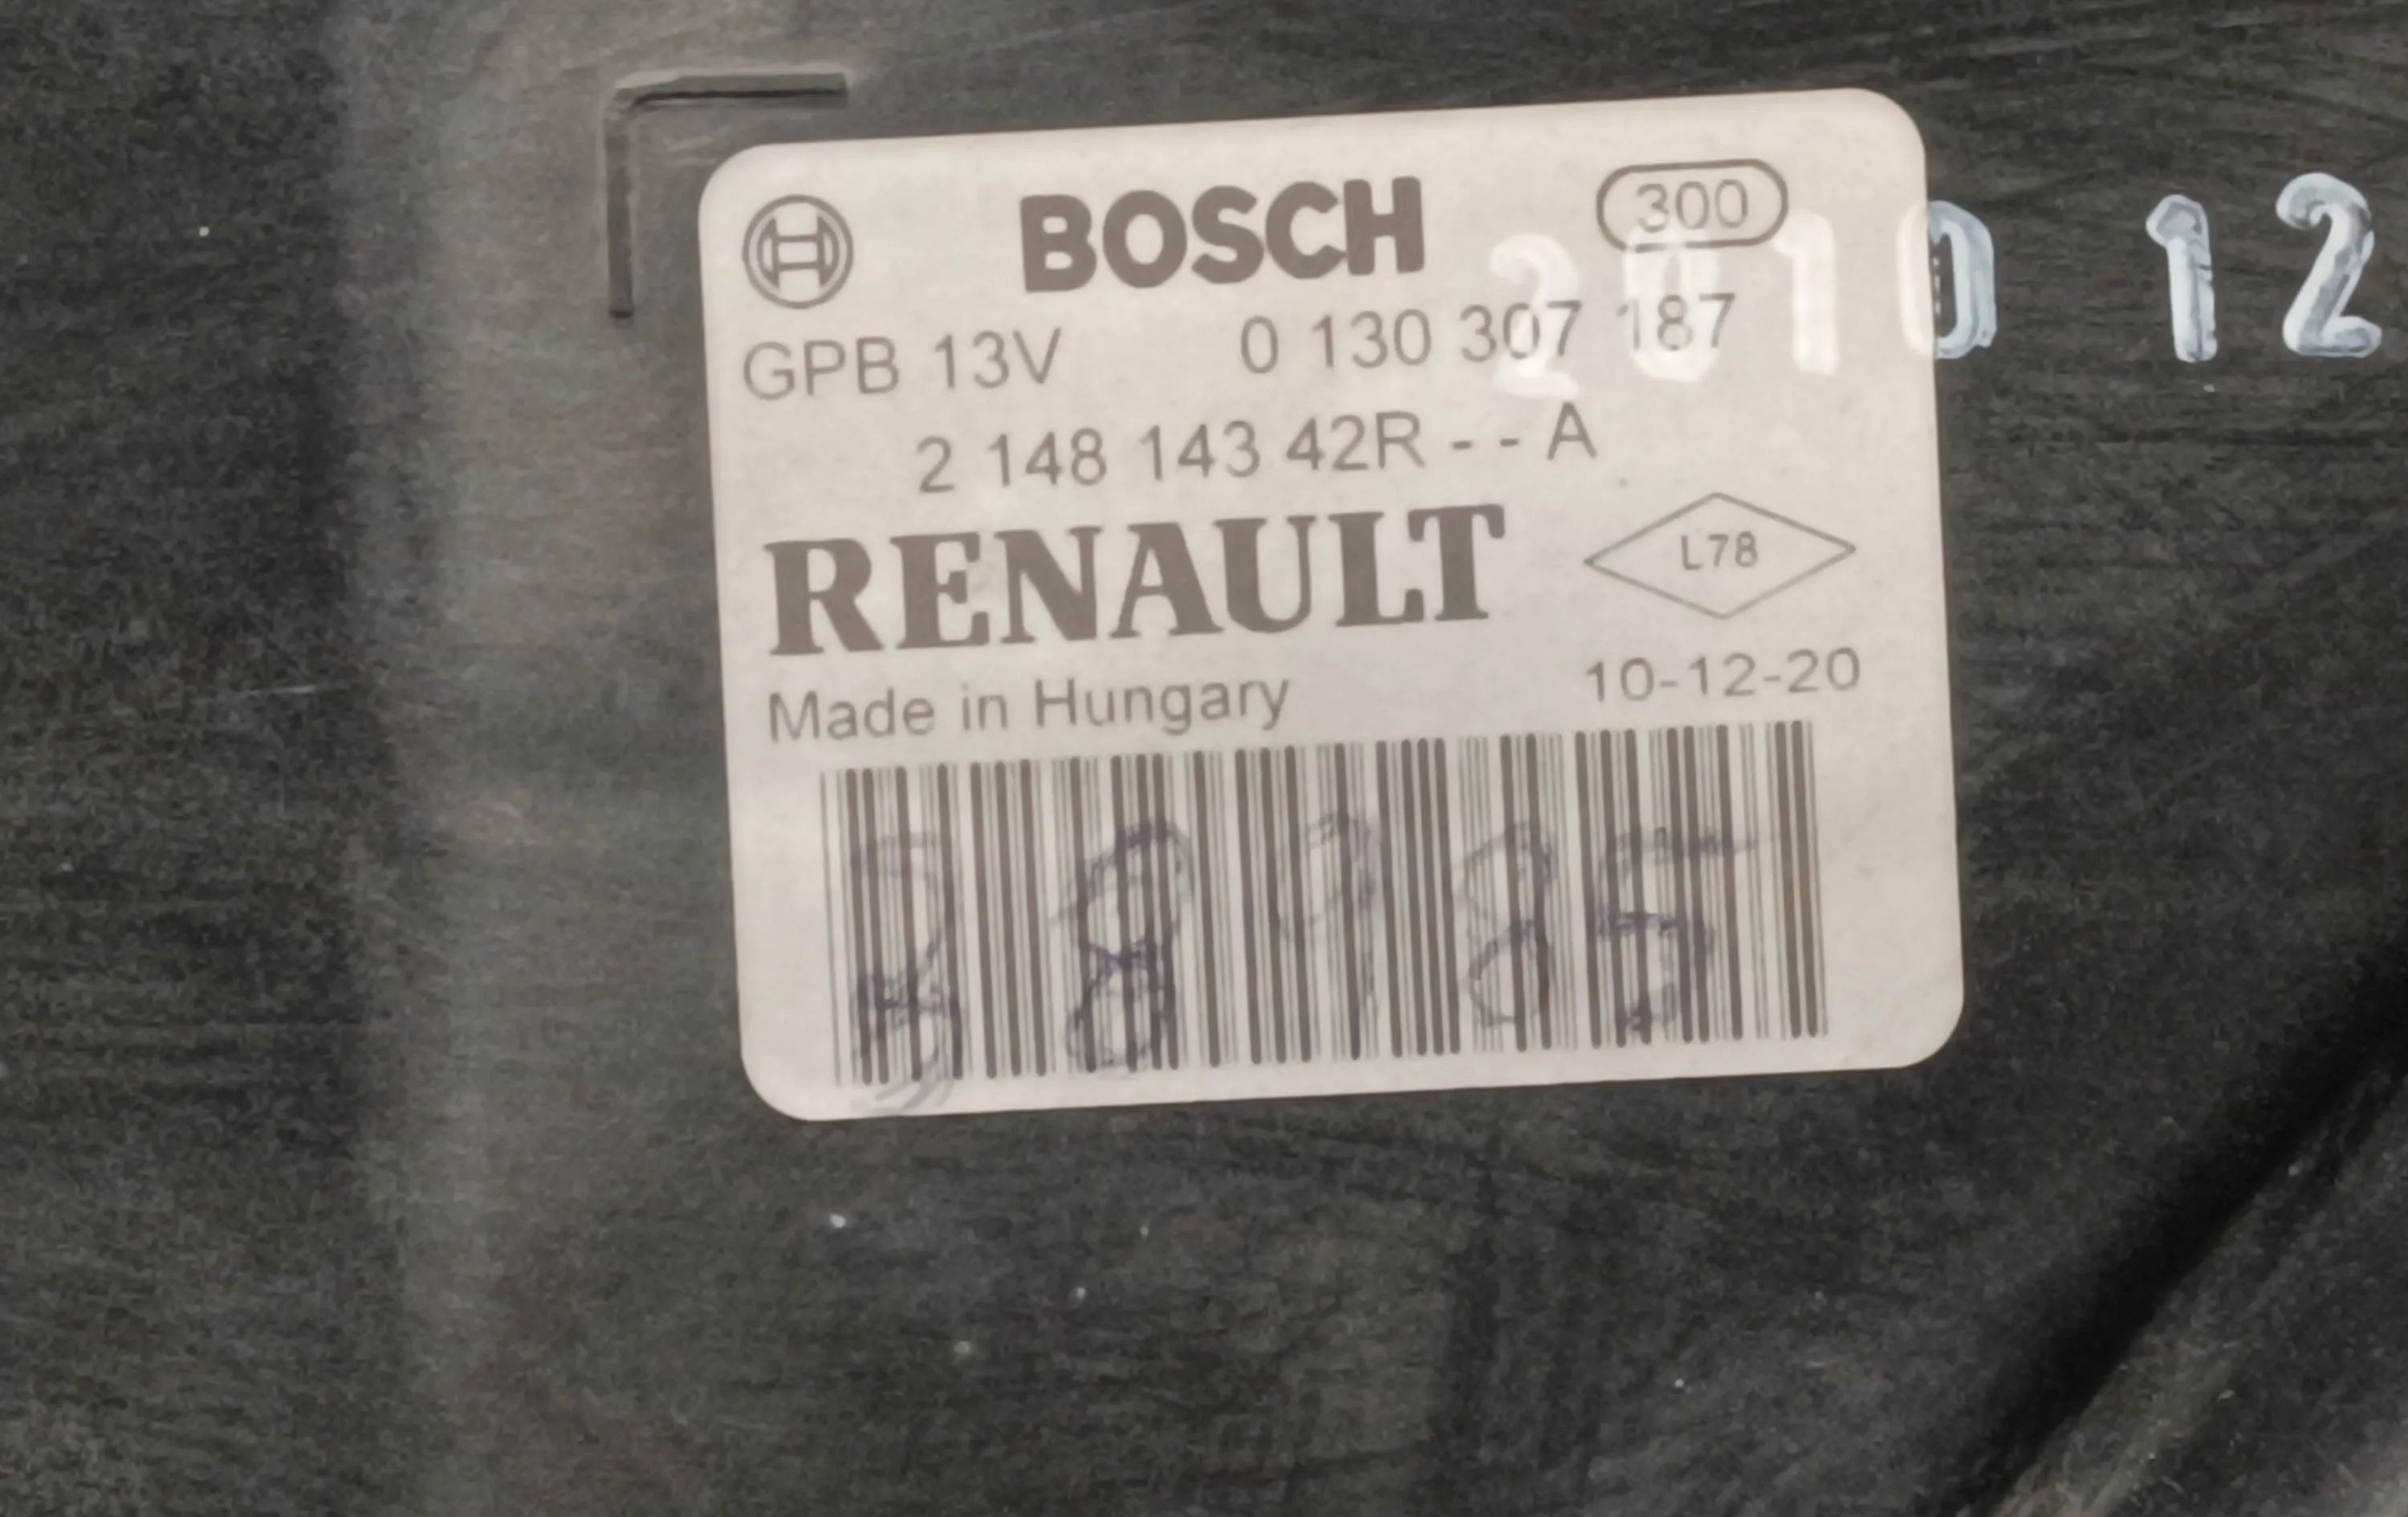 BOSCH 300
GPB 13V 0 130 307 187
2010 12
2 148 143 42R - - A
RENAULT L78
Made in Hungary 10-12-20